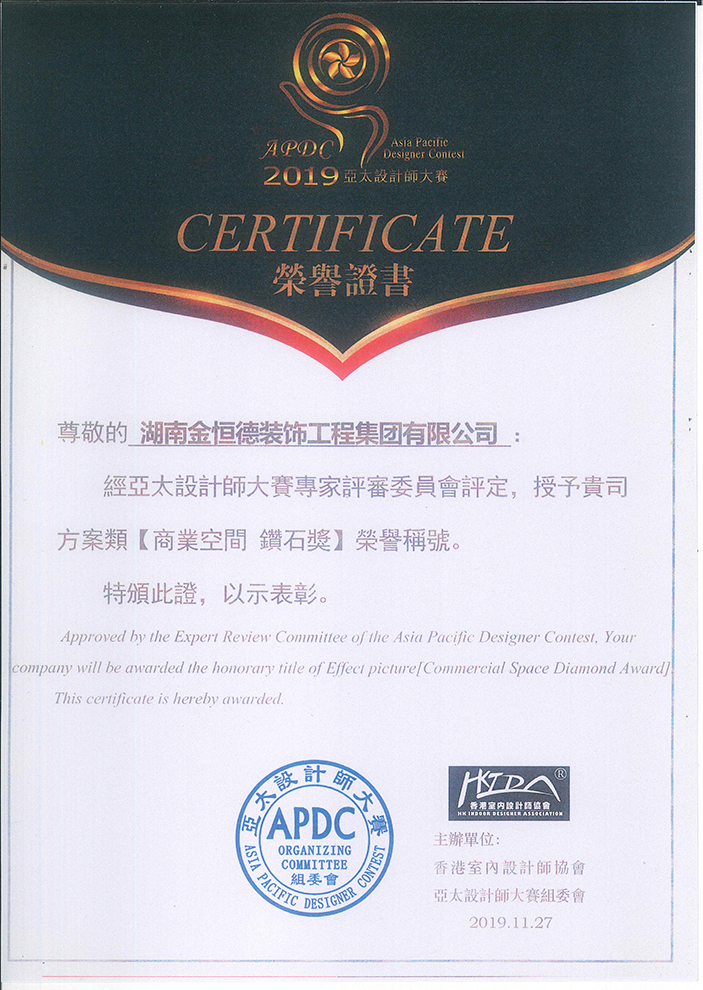 APDC
Asia Pacific
Designer Contest
2019 亞太設計師大賽
CERTIFICATE
榮譽證書
尊敬的 湖南金恒德装饰工程集团有限公司 :
經亞太設計師大賽專家評審委員會評定, 授予貴司
方案類【商業空間 鑽石獎】榮譽稱號。
特頒此證, 以示表彰。
Approved by the Expert Review Committee of the Asia Pacific Designer Contest, Your
company will be awarded the honorary title of Effect picture[Commercial Space Diamond Award].
This certificate is hereby awarded.
亞太設計師大賽
APDC
ORGANIZING
COMMITTEE
組委會
ASIA PACIFIC DESIGNER CONTEST
HKIDA®
香港室內設計師協會
HK INDOOR DESIGNER ASSOCIATION
主辦單位:
香港室內設計師協會
亞太設計師大賽組委會
2019.11.27